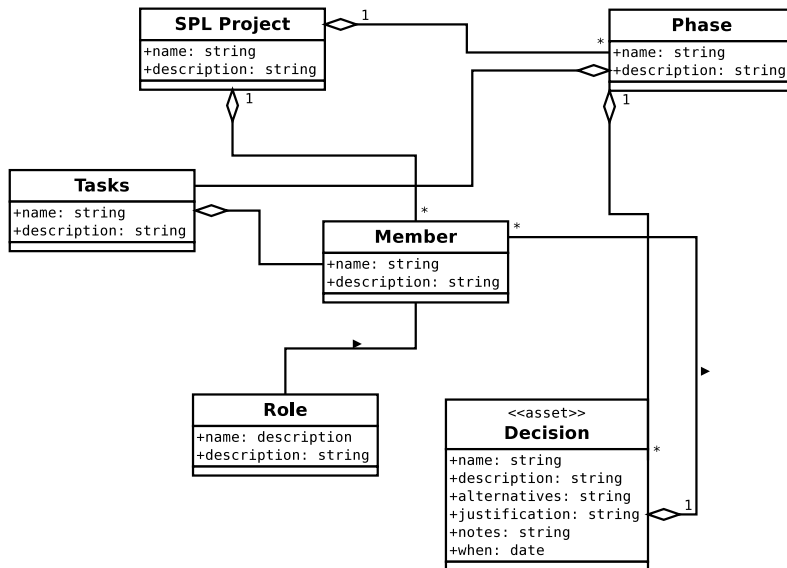 SPL Project
+name: string
+description: string
1
1
*
Phase
+name: string
+description: string
1
Tasks
+name: string
+description: string
*
Member
+name: string
+description: string
*
Role
+name: description
+description: string
<<asset>>
Decision
+name: string
+description: string
+alternatives: string
+justification: string
+notes: string
+when: date
*
1